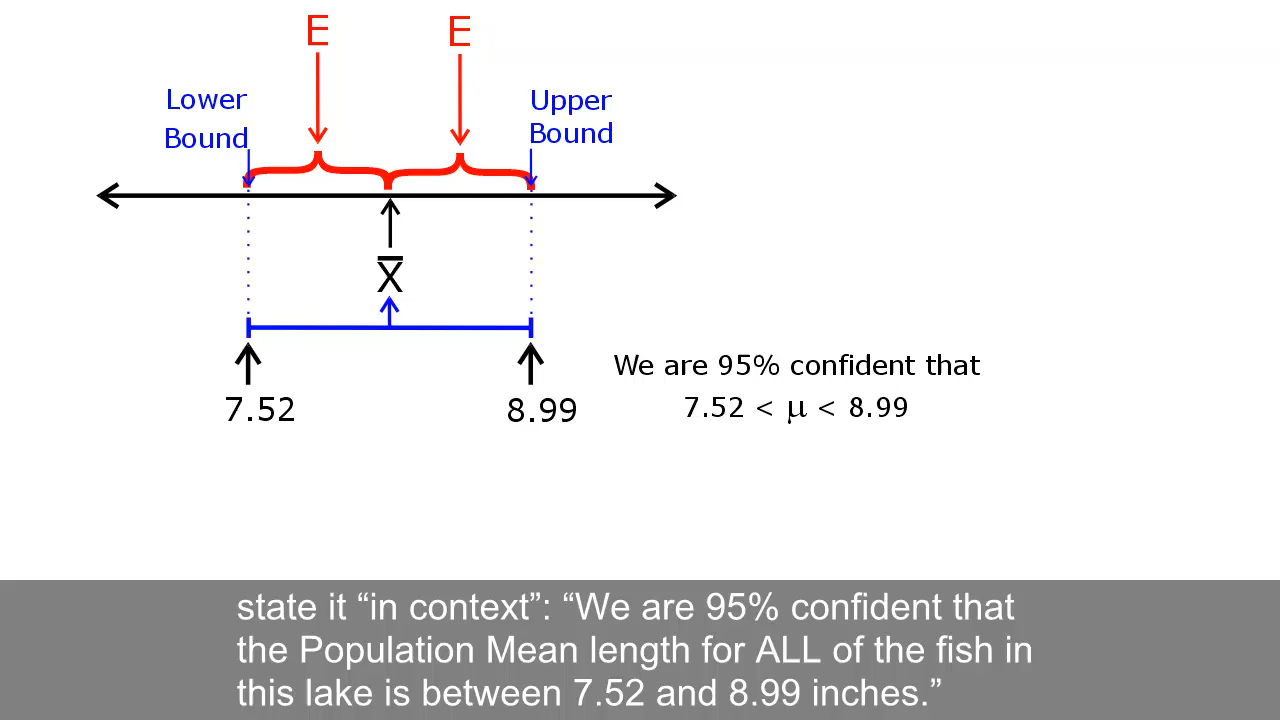 E E
Lower Upper
Bound Bound
X̅
7.52 8.99
We are 95% confident that
7.52 < μ < 8.99
state it “in context”: “We are 95% confident that
the Population Mean length for ALL of the fish in
this lake is between 7.52 and 8.99 inches.”